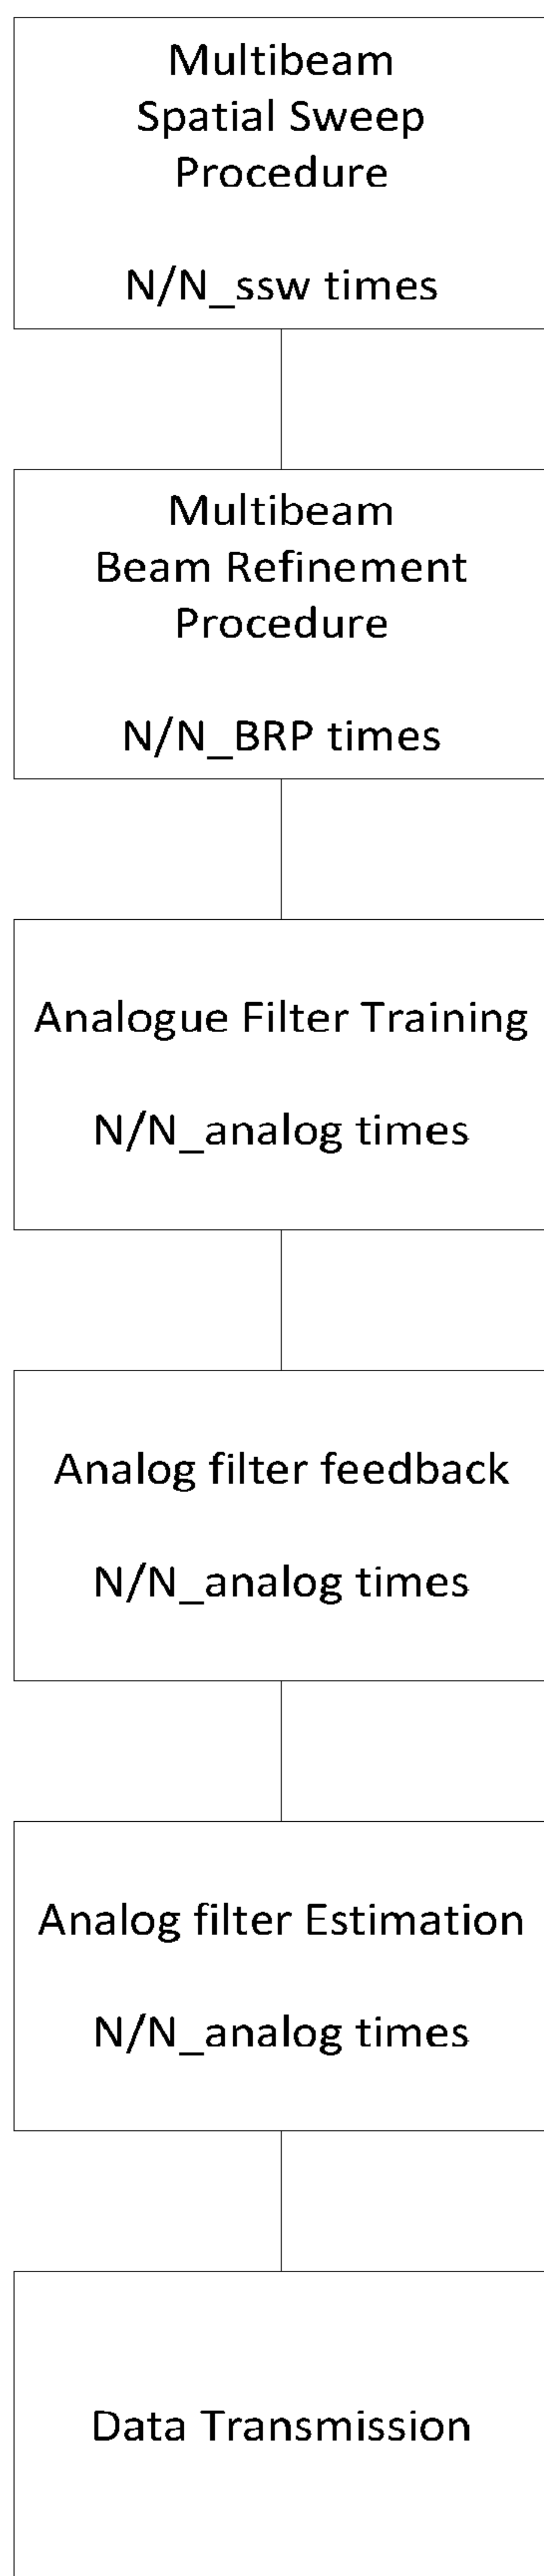 Multibeam
Spatial Sweep
Procedure
N/N_ssw times
Multibeam
Beam Refinement
Procedure
N/N_BRP times
Analogue Filter Training
N/N_analog times
Analog filter feedback
N/N_analog times
Analog filter Estimation
N/N_analog times
Data Transmission